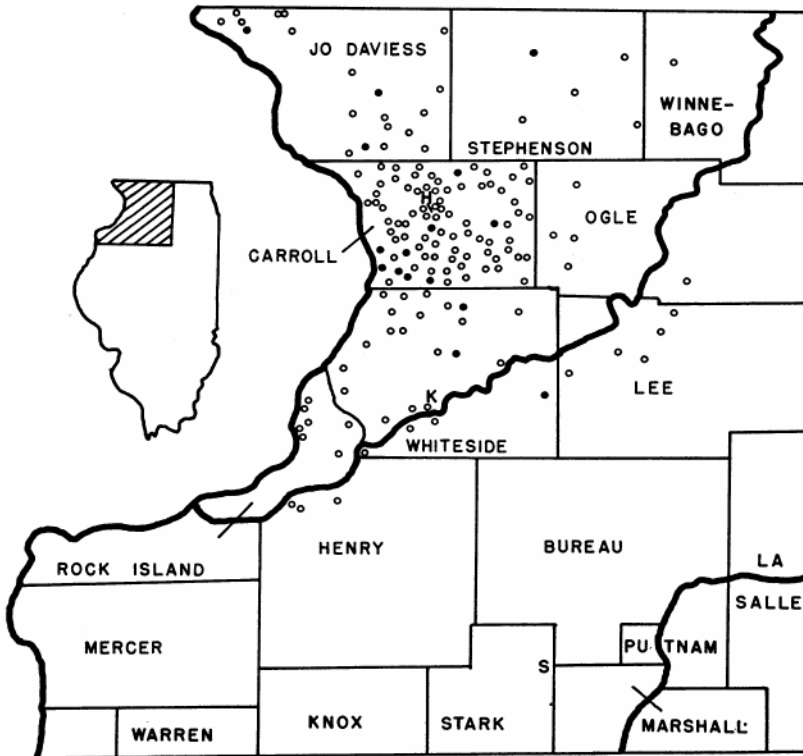 JO DAVIESS
WINNE-
BAGO
STEPHENSON
H
OGLE
CARROLL
LEE
K
WHITESIDE
HENRY
BUREAU
LA
SALLE
ROCK ISLAND
MERCER
PUTNAM
S
WARREN
KNOX
STARK
MARSHALL